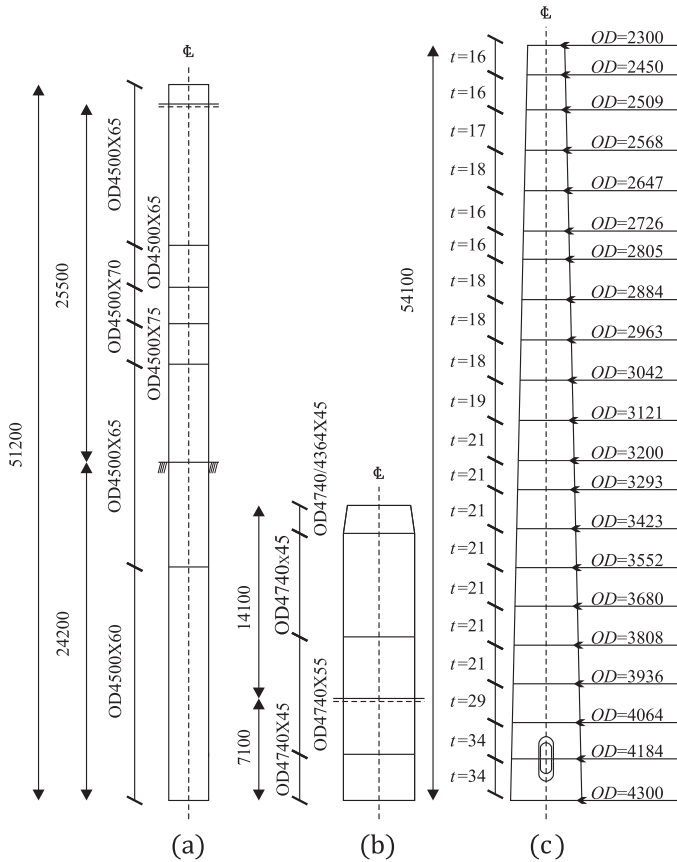 ℄
OD4500X65
OD4500X65
OD4500X70
OD4500X75
OD4500X65
OD4500X60
25500
51200
24200
(a)
℄
OD4740/4364X45
OD4740x45
OD4740X55
OD4740X45
14100
7100
(b)
℄
54100
t=16
t=16
t=17
t=18
t=16
t=16
t=18
t=18
t=18
t=19
t=21
t=21
t=21
t=21
t=21
t=21
t=21
t=29
t=34
t=34
OD=2300
OD=2450
OD=2509
OD=2568
OD=2647
OD=2726
OD=2805
OD=2884
OD=2963
OD=3042
OD=3121
OD=3200
OD=3293
OD=3423
OD=3552
OD=3680
OD=3808
OD=3936
OD=4064
OD=4184
OD=4300
(c)